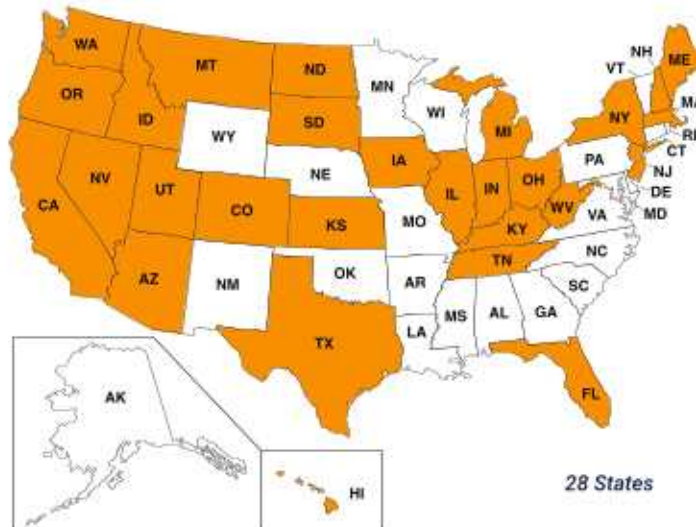 WA
MT
ND
MN
VT
NH
ME
OR
ID
SD
WI
MI
NY
MA
RI
CT
WY
IA
PA
NJ
NE
NV
UT
CO
IL
IN
OH
DE
MD
CA
KS
MO
KY
WV
VA
AZ
NM
OK
AR
TN
NC
SC
TX
LA
MS
AL
GA
FL
AK
HI
28 States